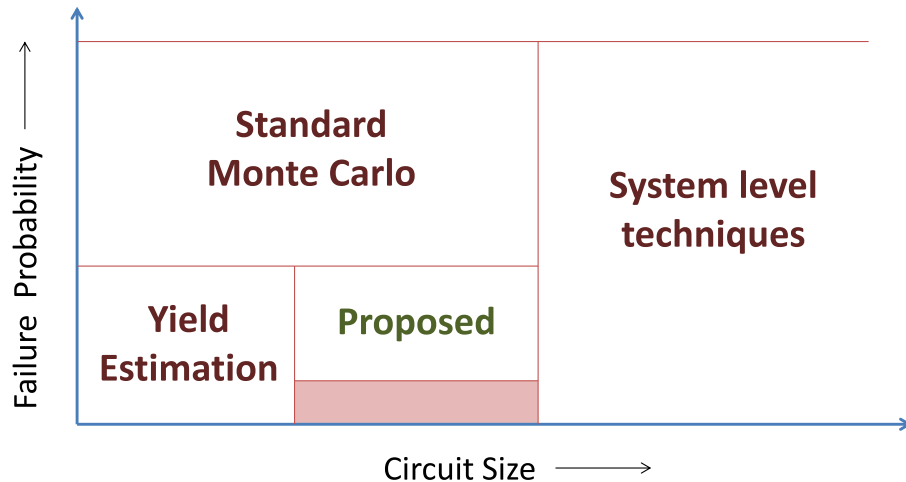 Failure Probability
Standard
Monte Carlo
System level
techniques
Yield
Estimation
Proposed
Circuit Size